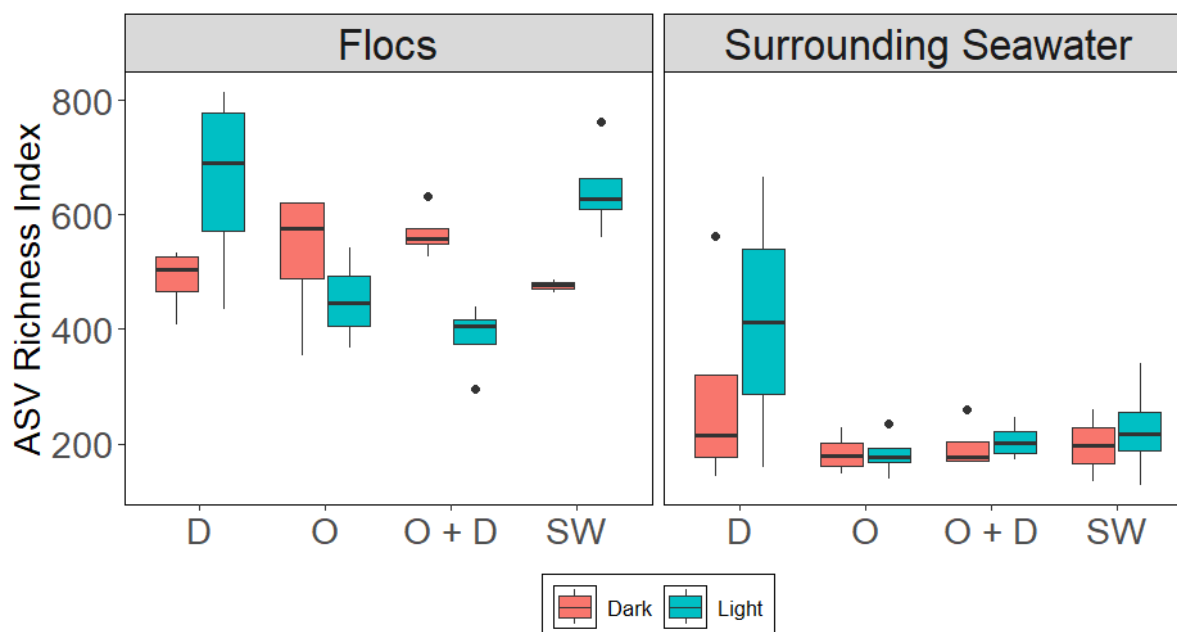 Flocs Surrounding Seawater
ASV Richness Index
800
600
400
200
D O O + D SW D O O + D SW
Dark Light